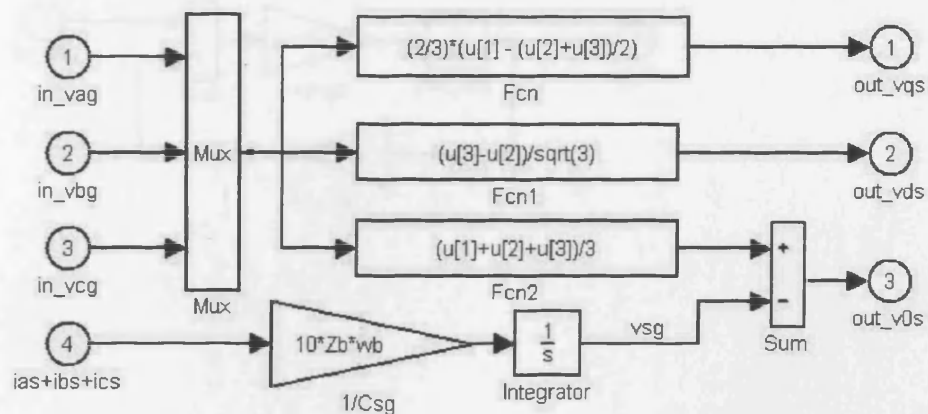 1
in_vag
2
in_vbg
3
in_vcg
4
ias+ibs+ics
Mux
Mux
(2/3)*(u[1] - (u[2]+u[3])/2)
Fcn
(u[3]-u[2])/sqrt(3)
Fcn1
(u[1]+u[2]+u[3])/3
Fcn2
10*Zb*wb
1/Csg
1
s
Integrator
vsg
+
−
Sum
1
out_vqs
2
out_vds
3
out_v0s